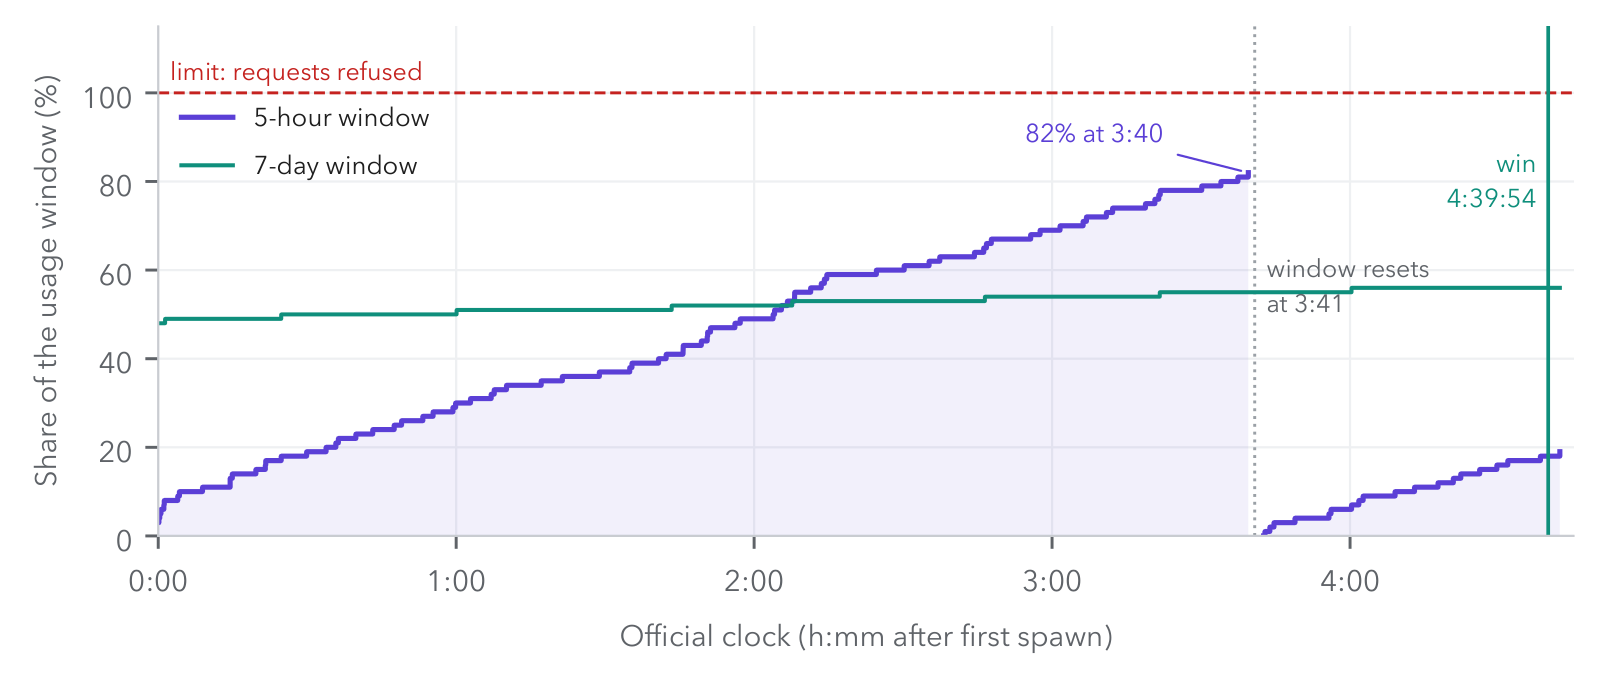 limit: requests refused
5-hour window
7-day window
82% at 3:40
win
4:39:54
window resets
at 3:41
Share of the usage window (%)
100
80
60
40
20
0
0:00
1:00
2:00
3:00
4:00
Official clock (h:mm after first spawn)